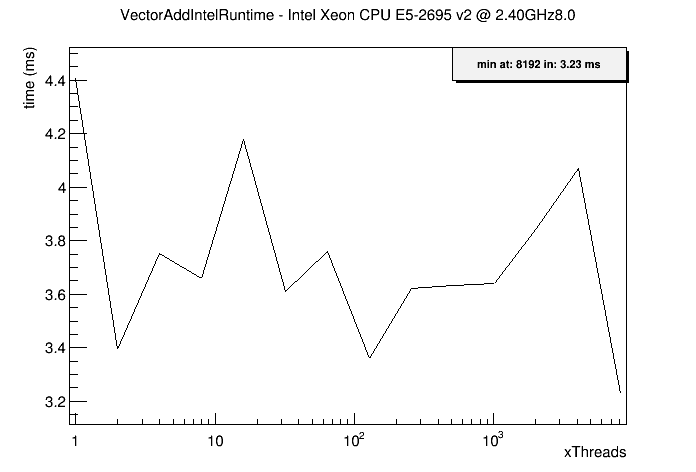 VectorAddIntelRuntime - Intel Xeon CPU E5-2695 v2 @ 2.40GHz8.0
time (ms)
min at: 8192 in: 3.23 ms
4.4
4.2
4
3.8
3.6
3.4
3.2
1 10 10² 10³
xThreads